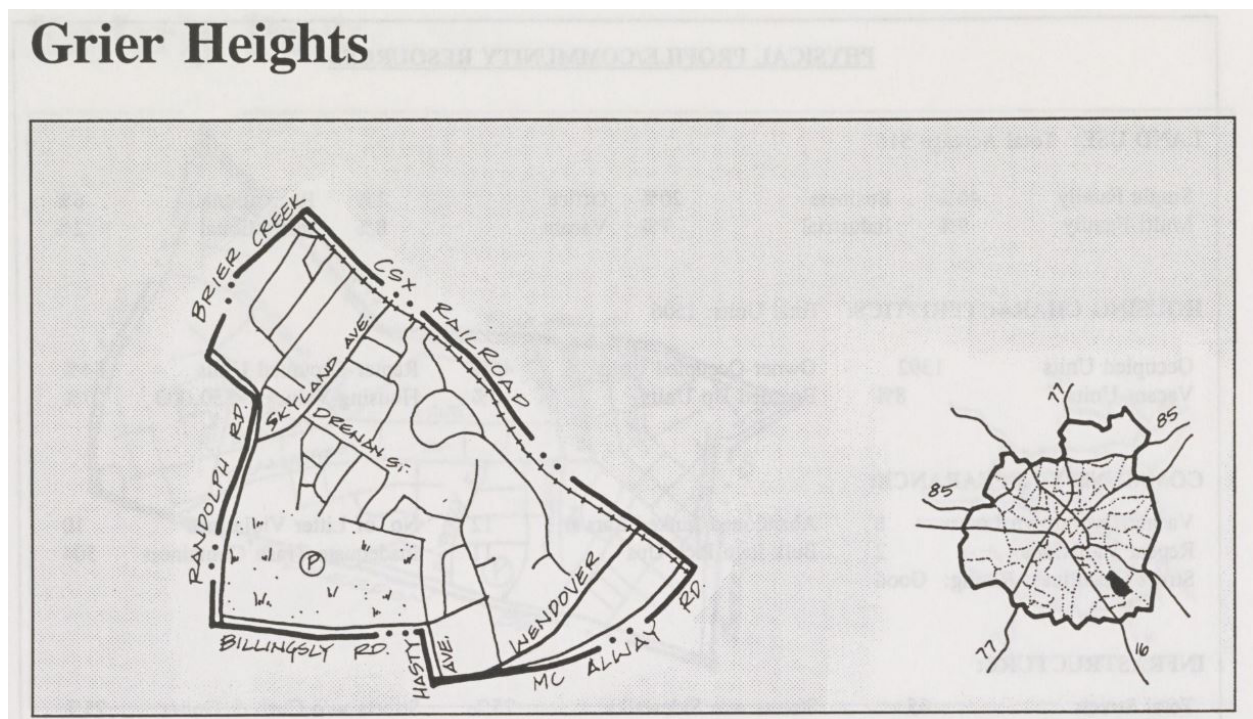 Grier Heights
BRIER CREEK
CSX RAILROAD
SKYLAND AVE.
DRENAN ST.
RANDOLPH RD.
P
BILLINGSLY RD.
HASTY AVE.
WENDOVER
MC ALWAY RD.
77
85
85
77
16